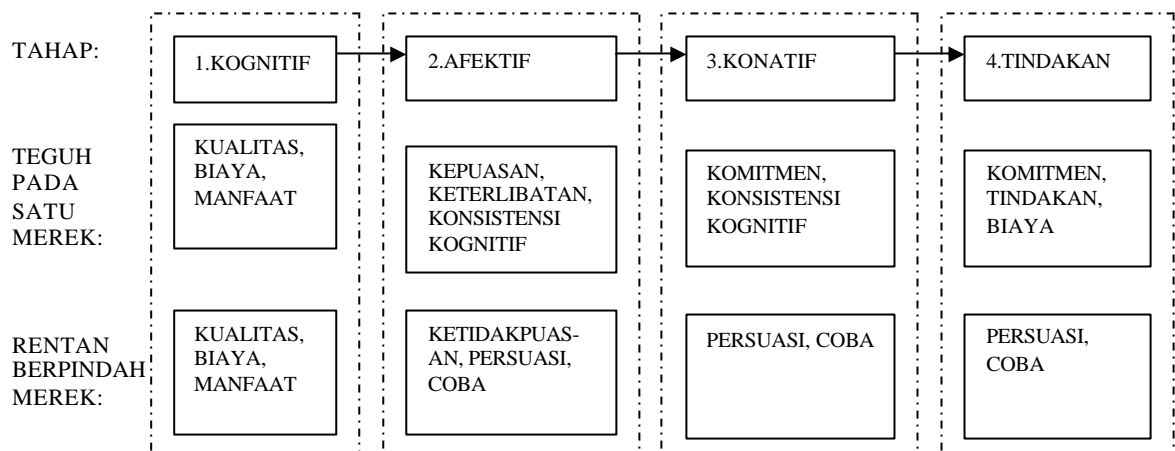 TAHAP:
1.KOGNITIF
2.AFEKTIF
3.KONATIF
4.TINDAKAN
TEGUH
PADA
SATU
MEREK:
KUALITAS,
BIAYA,
MANFAAT
KEPUASAN,
KETERLIBATAN,
KONSISTENSI
KOGNITIF
KOMITMEN,
KONSISTENSI
KOGNITIF
KOMITMEN,
TINDAKAN,
BIAYA
RENTAN
BERPINDAH
MEREK:
KUALITAS,
BIAYA,
MANFAAT
KETIDAKPUAS-
AN, PERSUASI,
COBA
PERSUASI, COBA
PERSUASI,
COBA